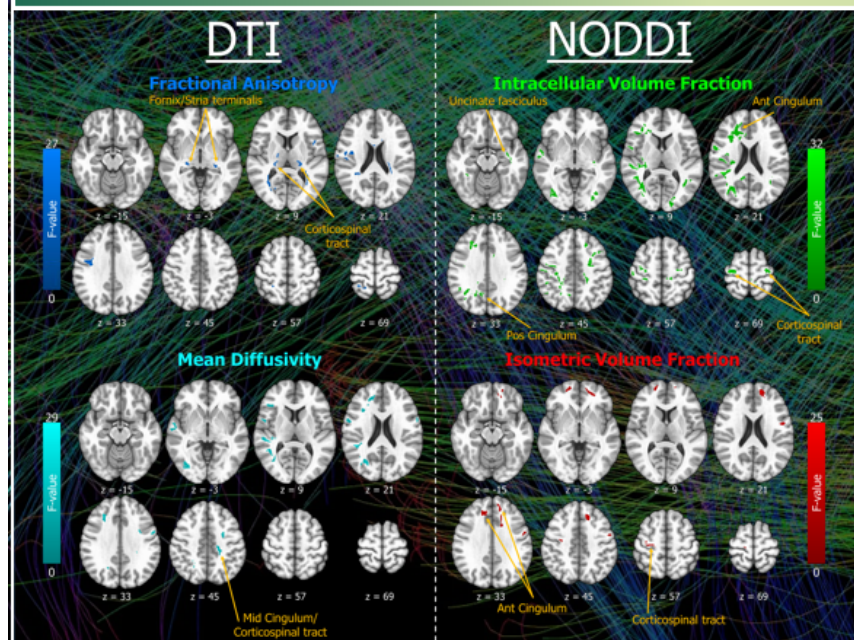 DTI
NODDI
Fractional Anisotropy
Fornix/Stria terminalis
27
F-value
0
z = -15
z = -3
z = 9
z = 21
Corticospinal
tract
z = 33
z = 45
z = 57
z = 69
Intracellular Volume Fraction
Uncinate fasciculus
Ant Cingulum
32
F-value
0
z = -15
z = -3
z = 9
z = 21
z = 33
z = 45
z = 57
z = 69
Pos Cingulum
Corticospinal
tract
Mean Diffusivity
29
F-value
0
z = -15
z = -3
z = 9
z = 21
z = 33
z = 45
z = 57
z = 69
Mid Cingulum/
Corticospinal tract
Isometric Volume Fraction
25
F-value
0
z = -15
z = -3
z = 9
z = 21
z = 33
z = 45
z = 57
z = 69
Ant Cingulum
Corticospinal tract